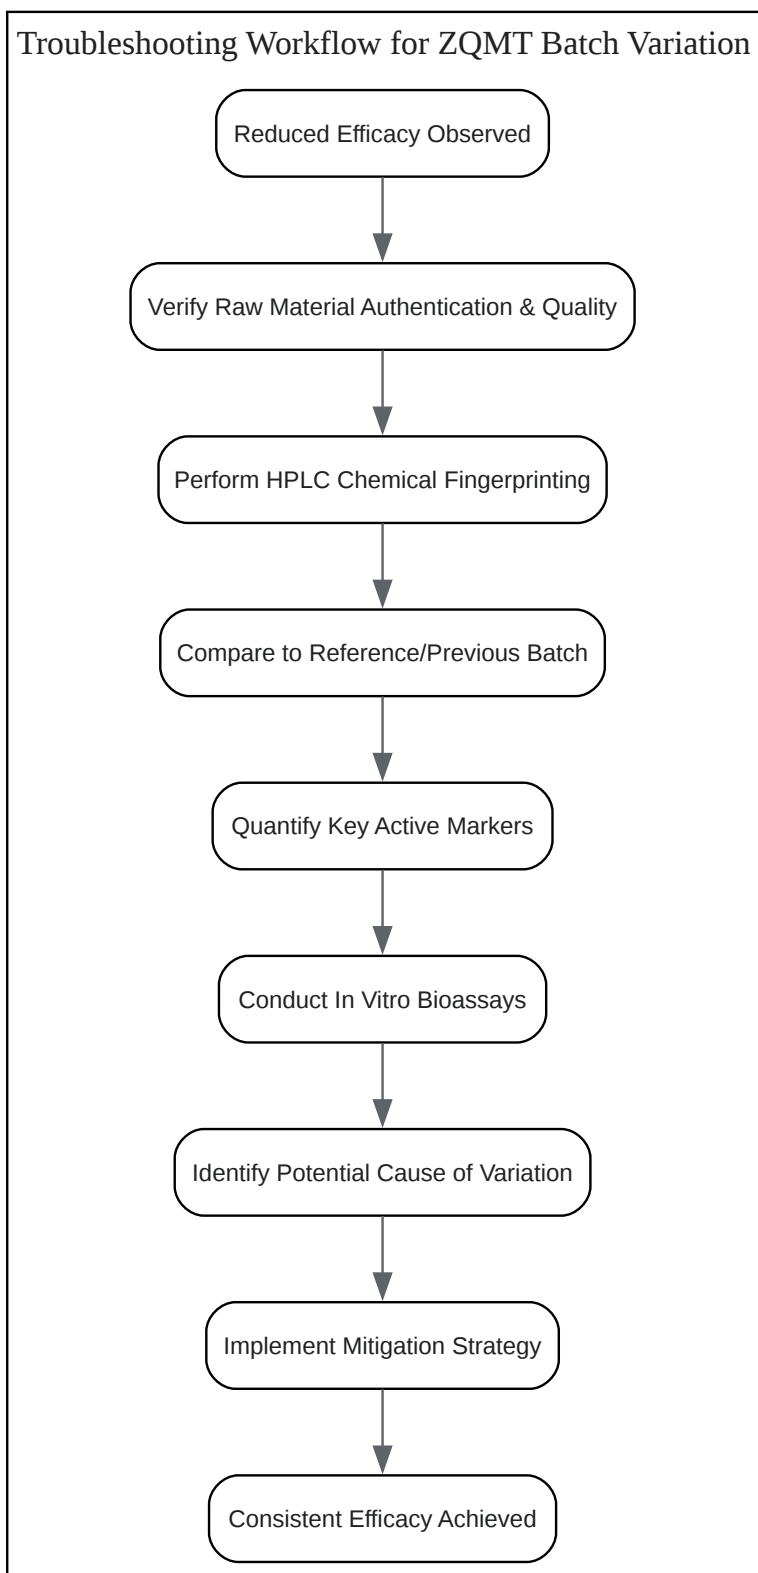 Troubleshooting Workflow for ZQMT Batch Variation
Reduced Efficacy Observed
Verify Raw Material Authentication & Quality
Perform HPLC Chemical Fingerprinting
Compare to Reference/Previous Batch
Quantify Key Active Markers
Conduct In Vitro Bioassays
Identify Potential Cause of Variation
Implement Mitigation Strategy
Consistent Efficacy Achieved